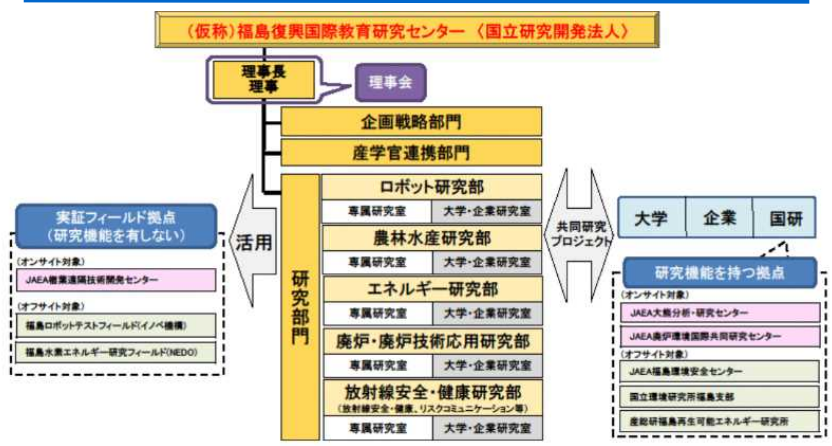 (仮称)福島復興国際教育研究センター〈国立研究開発法人〉
理事長
理事
理事会
企画戦略部門
産学官連携部門
研究部門
ロボット研究部
専属研究室 大学・企業研究室
農林水産研究部
専属研究室 大学・企業研究室
エネルギー研究部
専属研究室 大学・企業研究室
廃炉・廃炉技術応用研究部
専属研究室 大学・企業研究室
放射線安全・健康研究部
(放射線安全・健康、リスクコミュニケーション等)
専属研究室 大学・企業研究室
活用
実証フィールド拠点
(研究機能を有しない)
(オンサイト対象)
JAEA楢葉遠隔技術開発センター
(オフサイト対象)
福島ロボットテストフィールド(イノベ機構)
福島水素エネルギー研究フィールド(NEDO)
共同研究
プロジェクト
大学 企業 国研
研究機能を持つ拠点
(オンサイト対象)
JAEA大熊分析・研究センター
JAEA廃炉環境国際共同研究センター
(オフサイト対象)
JAEA福島環境安全センター
国立環境研究所福島支部
産総研福島再生可能エネルギー研究所